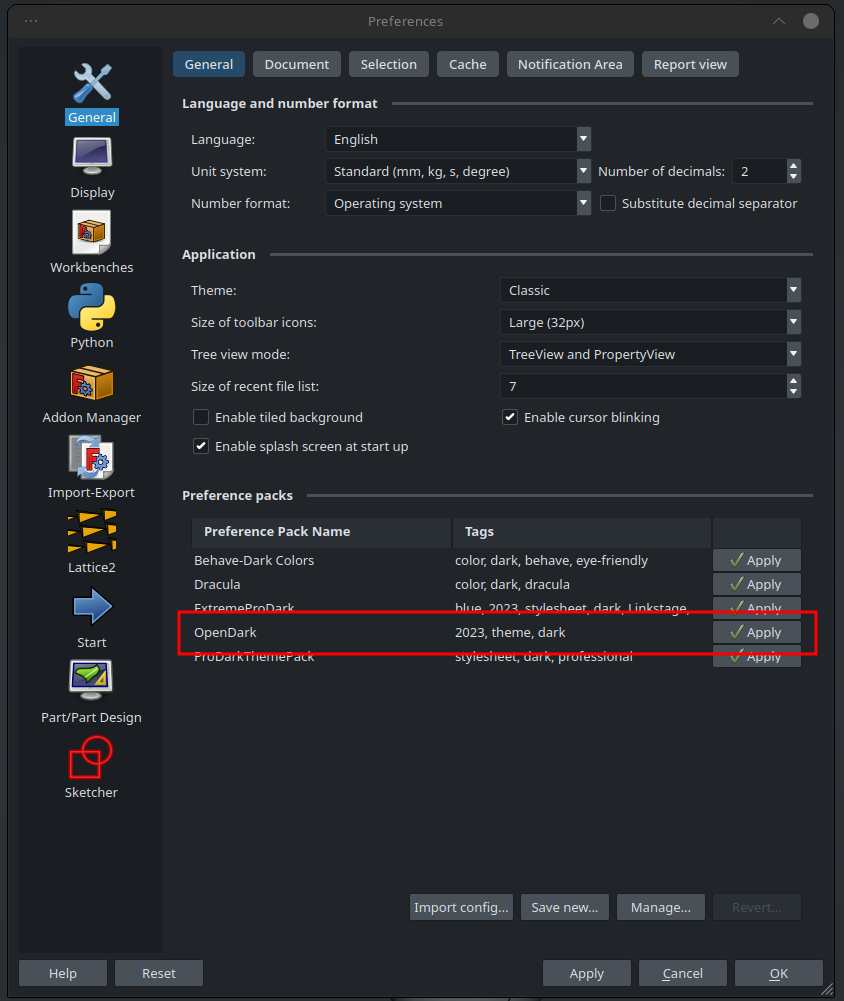 Preferences
General
Display
Workbenches
Python
Addon Manager
Import-Export
Lattice2
Start
Part/Part Design
Sketcher
General Document Selection Cache Notification Area Report view
Language and number format
Language: English
Unit system: Standard (mm, kg, s, degree) Number of decimals: 2
Number format: Operating system Substitute decimal separator
Application
Theme: Classic
Size of toolbar icons: Large (32px)
Tree view mode: TreeView and PropertyView
Size of recent file list: 7
Enable tiled background Enable cursor blinking
Enable splash screen at start up
Preference packs
Preference Pack Name Tags
Behave-Dark Colors color, dark, behave, eye-friendly Apply
Dracula color, dark, dracula Apply
ExtremeProDark blue, 2023, stylesheet, dark, Linkstage, Apply
OpenDark 2023, theme, dark Apply
ProDarkThemePack stylesheet, dark, professional Apply
Import config... Save new... Manage... Revert...
Help Reset Apply Cancel OK